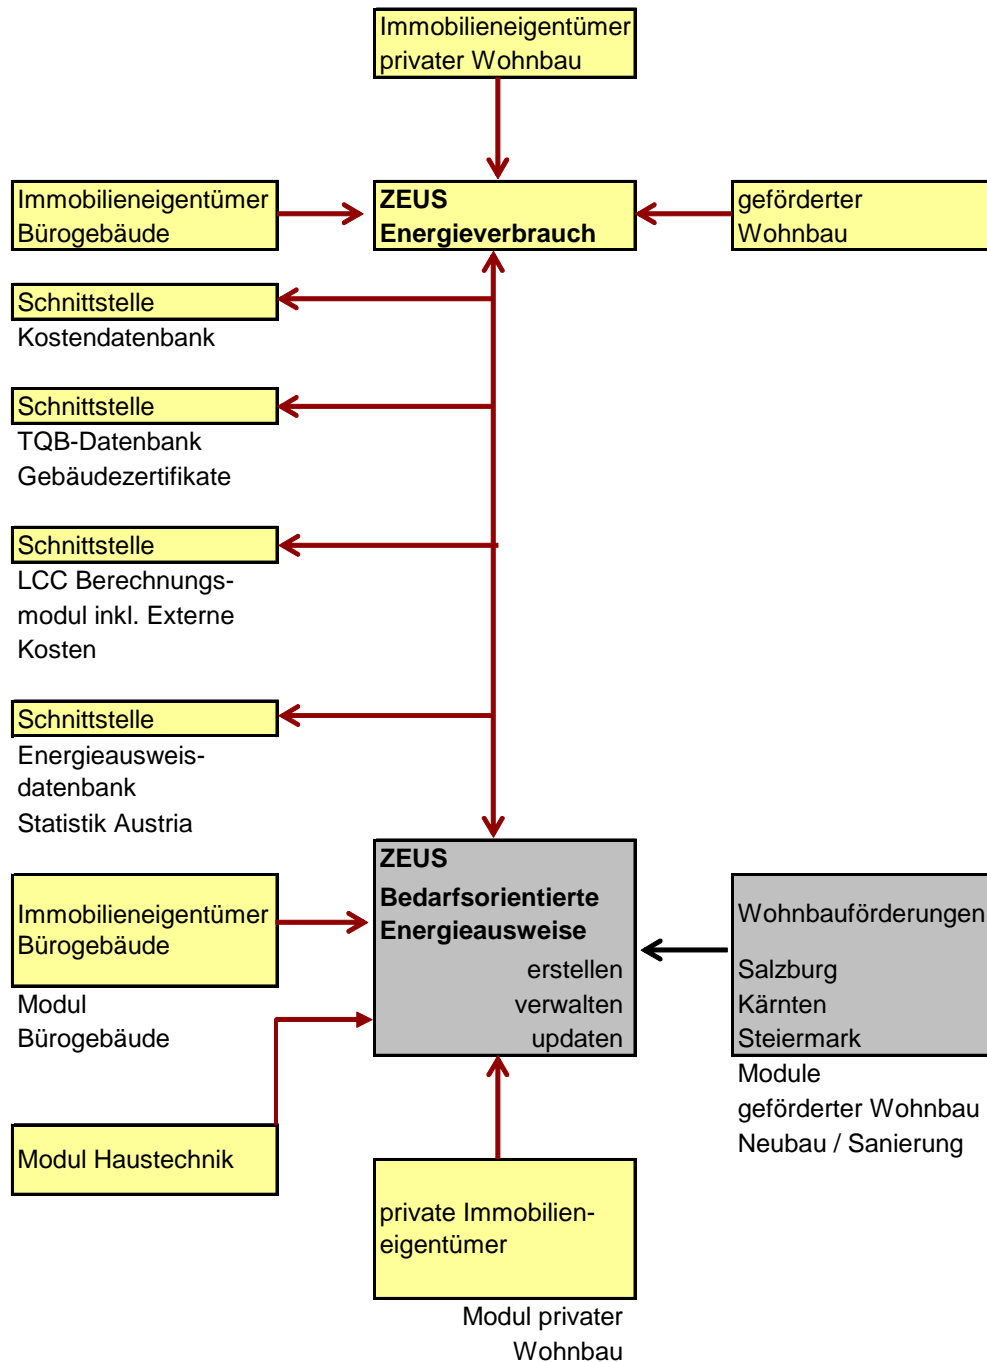 Immobilieneigentümer
privater Wohnbau
Immobilieneigentümer
Bürogebäude
ZEUS
Energieverbrauch
geförderter
Wohnbau
Schnittstelle
Kostendatenbank
Schnittstelle
TQB-Datenbank
Gebäudezertifikate
Schnittstelle
LCC Berechnungs-
modul inkl. Externe
Kosten
Schnittstelle
Energieausweis-
datenbank
Statistik Austria
ZEUS
Bedarfsorientierte
Energieausweise
erstellen
verwalten
updaten
Immobilieneigentümer
Bürogebäude
Modul
Bürogebäude
Wohnbauförderungen
Salzburg
Kärnten
Steiermark
Module
geförderter Wohnbau
Neubau / Sanierung
Modul Haustechnik
private Immobilien-
eigentümer
Modul privater
Wohnbau